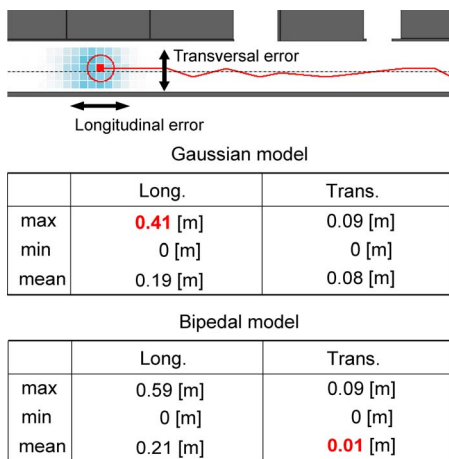 Transversal error
Longitudinal error
Gaussian model
Long. Trans.
max 0.41 [m] 0.09 [m]
min 0 [m] 0 [m]
mean 0.19 [m] 0.08 [m]
Bipedal model
Long. Trans.
max 0.59 [m] 0.09 [m]
min 0 [m] 0 [m]
mean 0.21 [m] 0.01 [m]